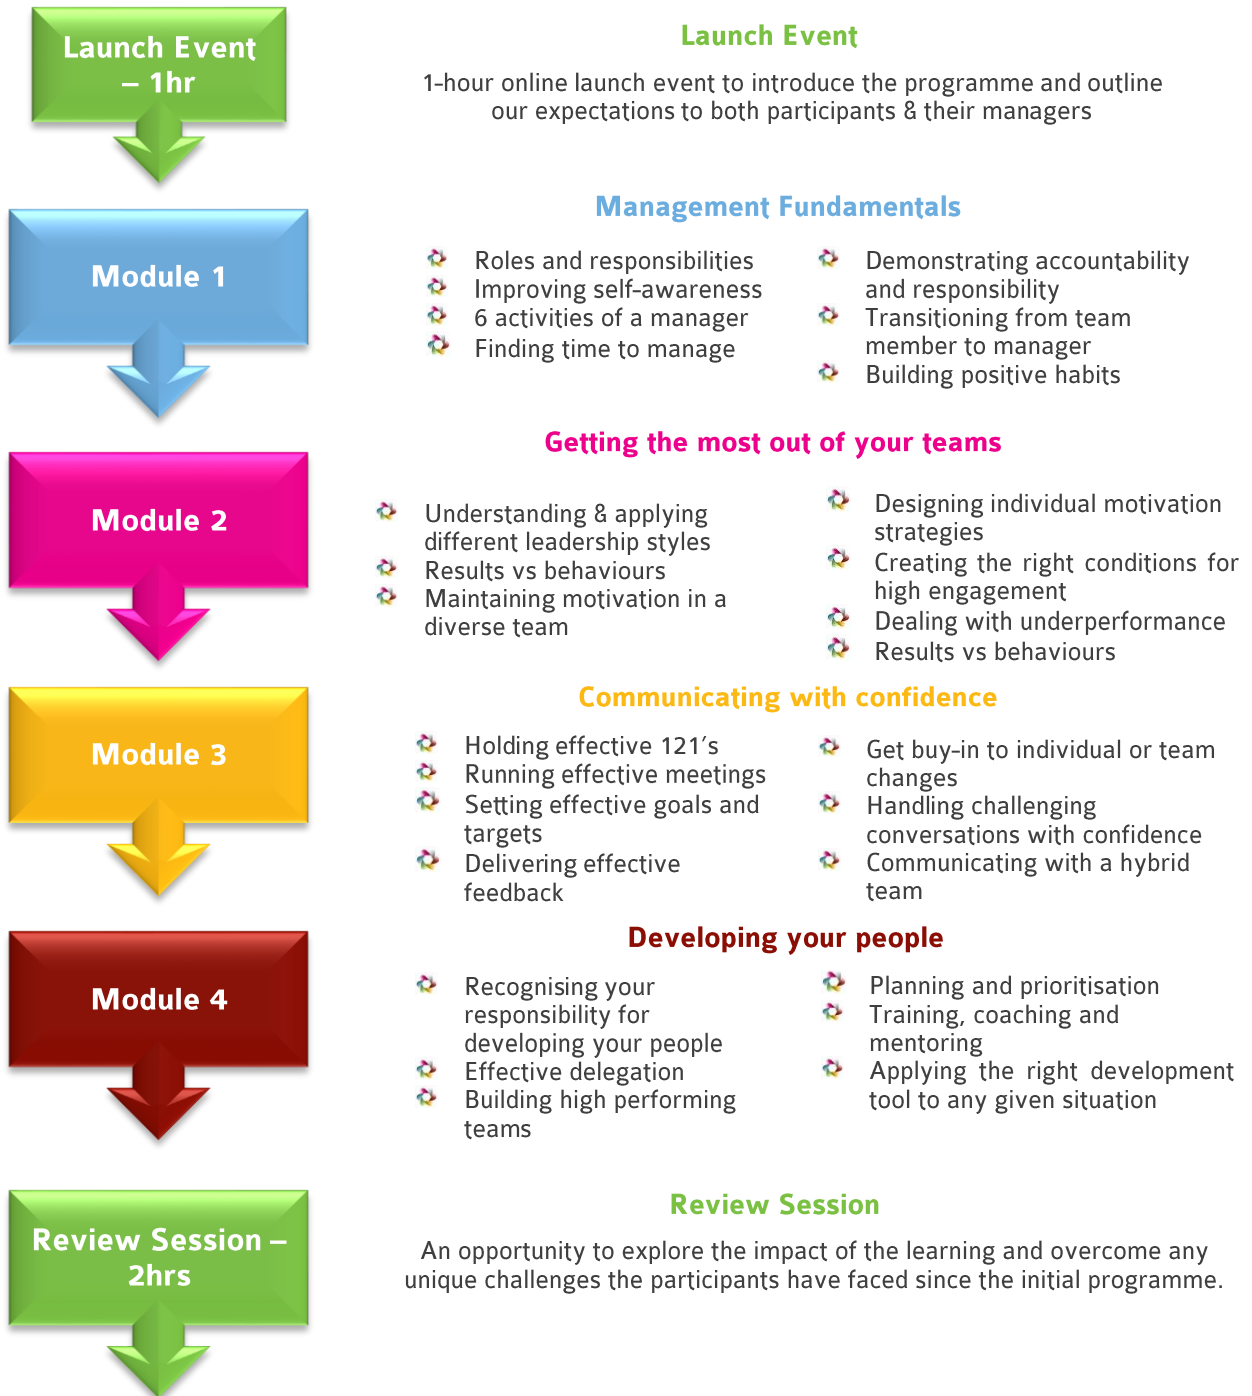 Launch Event
– 1hr
Launch Event
1-hour online launch event to introduce the programme and outline
our expectations to both participants & their managers
Module 1
Management Fundamentals
Roles and responsibilities
Improving self-awareness
6 activities of a manager
Finding time to manage
Demonstrating accountability
and responsibility
Transitioning from team
member to manager
Building positive habits
Module 2
Getting the most out of your teams
Understanding & applying
different leadership styles
Results vs behaviours
Maintaining motivation in a
diverse team
Designing individual motivation
strategies
Creating the right conditions for
high engagement
Dealing with underperformance
Results vs behaviours
Module 3
Communicating with confidence
Holding effective 121's
Running effective meetings
Setting effective goals and
targets
Delivering effective
feedback
Get buy-in to individual or team
changes
Handling challenging
conversations with confidence
Communicating with a hybrid
team
Module 4
Developing your people
Recognising your
responsibility for
developing your people
Effective delegation
Building high performing
teams
Planning and prioritisation
Training, coaching and
mentoring
Applying the right development
tool to any given situation
Review Session –
2hrs
Review Session
An opportunity to explore the impact of the learning and overcome any
unique challenges the participants have faced since the initial programme.